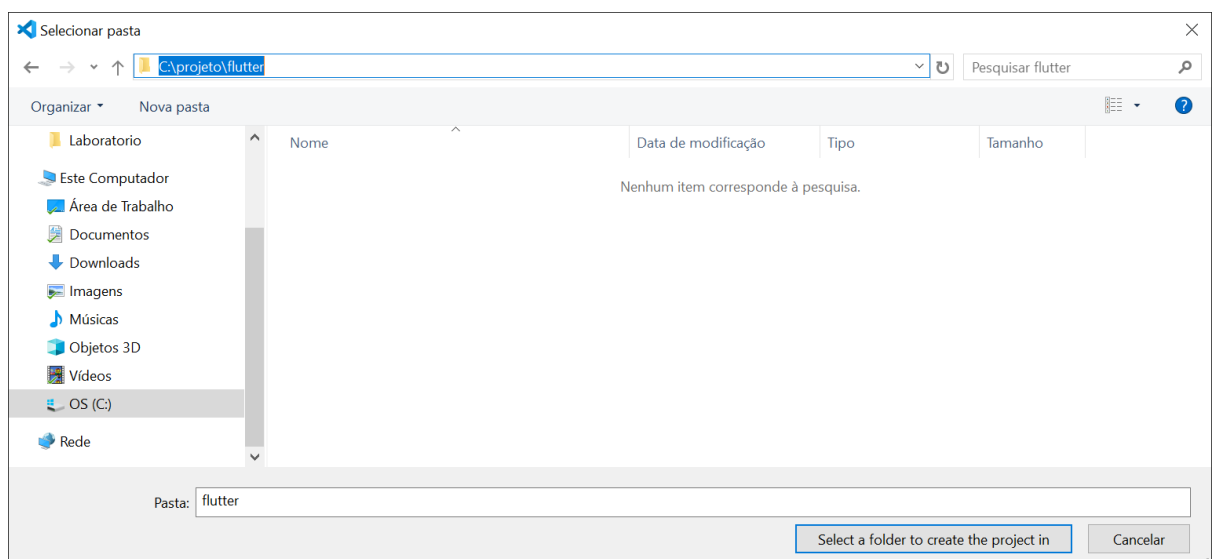 Selecionar pasta
C:\projeto\flutter
Pesquisar flutter
Organizar
Nova pasta
?
Laboratorio
Este Computador
Área de Trabalho
Documentos
Downloads
Imagens
Músicas
Objetos 3D
Vídeos
OS (C:)
Rede
Nome
Data de modificação
Tipo
Tamanho
Nenhum item corresponde à pesquisa.
Pasta: flutter
Select a folder to create the project in
Cancelar